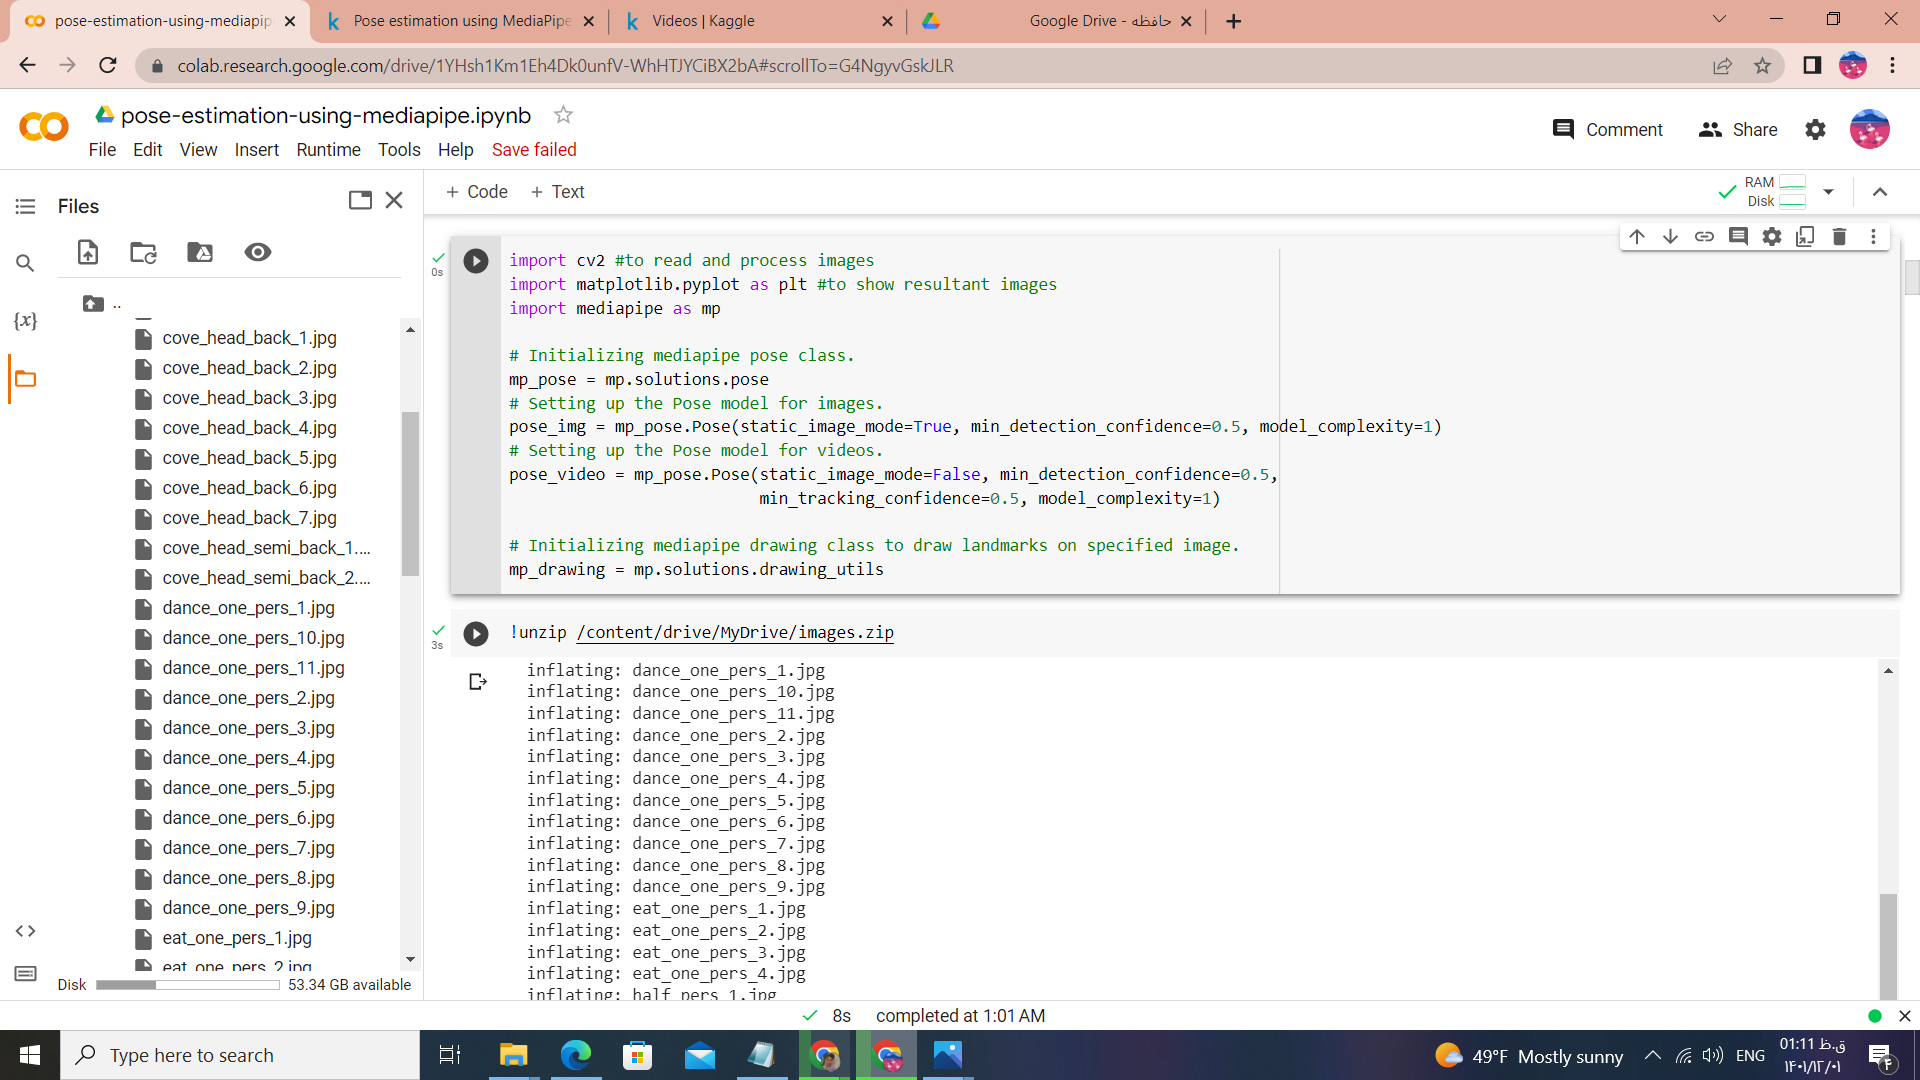 pose-estimation-using-mediapip
Pose estimation using MediaPipe
Videos | Kaggle
Google Drive - حافظه
colab.research.google.com/drive/1YHsh1Km1Eh4Dk0unfV-WhHTJYCiBX2bA#scrollTo=G4NgyvGskJLR
pose-estimation-using-mediapipe.ipynb
Comment
Share
File Edit View Insert Runtime Tools Help Save failed
Files
+ Code + Text
RAM
Disk
..
cove_head_back_1.jpg
cove_head_back_2.jpg
cove_head_back_3.jpg
cove_head_back_4.jpg
cove_head_back_5.jpg
cove_head_back_6.jpg
cove_head_back_7.jpg
cove_head_semi_back_1....
cove_head_semi_back_2....
dance_one_pers_1.jpg
dance_one_pers_10.jpg
dance_one_pers_11.jpg
dance_one_pers_2.jpg
dance_one_pers_3.jpg
dance_one_pers_4.jpg
dance_one_pers_5.jpg
dance_one_pers_6.jpg
dance_one_pers_7.jpg
dance_one_pers_8.jpg
dance_one_pers_9.jpg
eat_one_pers_1.jpg
eat_one_pers_2.jpg
Disk 53.34 GB available
{x}
<>
0s
import cv2 #to read and process images
import matplotlib.pyplot as plt #to show resultant images
import mediapipe as mp
# Initializing mediapipe pose class.
mp_pose = mp.solutions.pose
# Setting up the Pose model for images.
pose_img = mp_pose.Pose(static_image_mode=True, min_detection_confidence=0.5, model_complexity=1)
# Setting up the Pose model for videos.
pose_video = mp_pose.Pose(static_image_mode=False, min_detection_confidence=0.5,
min_tracking_confidence=0.5, model_complexity=1)
# Initializing mediapipe drawing class to draw landmarks on specified image.
mp_drawing = mp.solutions.drawing_utils
3s
!unzip /content/drive/MyDrive/images.zip
inflating: dance_one_pers_1.jpg
inflating: dance_one_pers_10.jpg
inflating: dance_one_pers_11.jpg
inflating: dance_one_pers_2.jpg
inflating: dance_one_pers_3.jpg
inflating: dance_one_pers_4.jpg
inflating: dance_one_pers_5.jpg
inflating: dance_one_pers_6.jpg
inflating: dance_one_pers_7.jpg
inflating: dance_one_pers_8.jpg
inflating: dance_one_pers_9.jpg
inflating: eat_one_pers_1.jpg
inflating: eat_one_pers_2.jpg
inflating: eat_one_pers_3.jpg
inflating: eat_one_pers_4.jpg
inflating: half_pers_1.jpg
8s completed at 1:01 AM
Type here to search
49°F Mostly sunny
ENG
01:11 ق.ظ
۱۴۰۱/۱۲/۰۱
۴